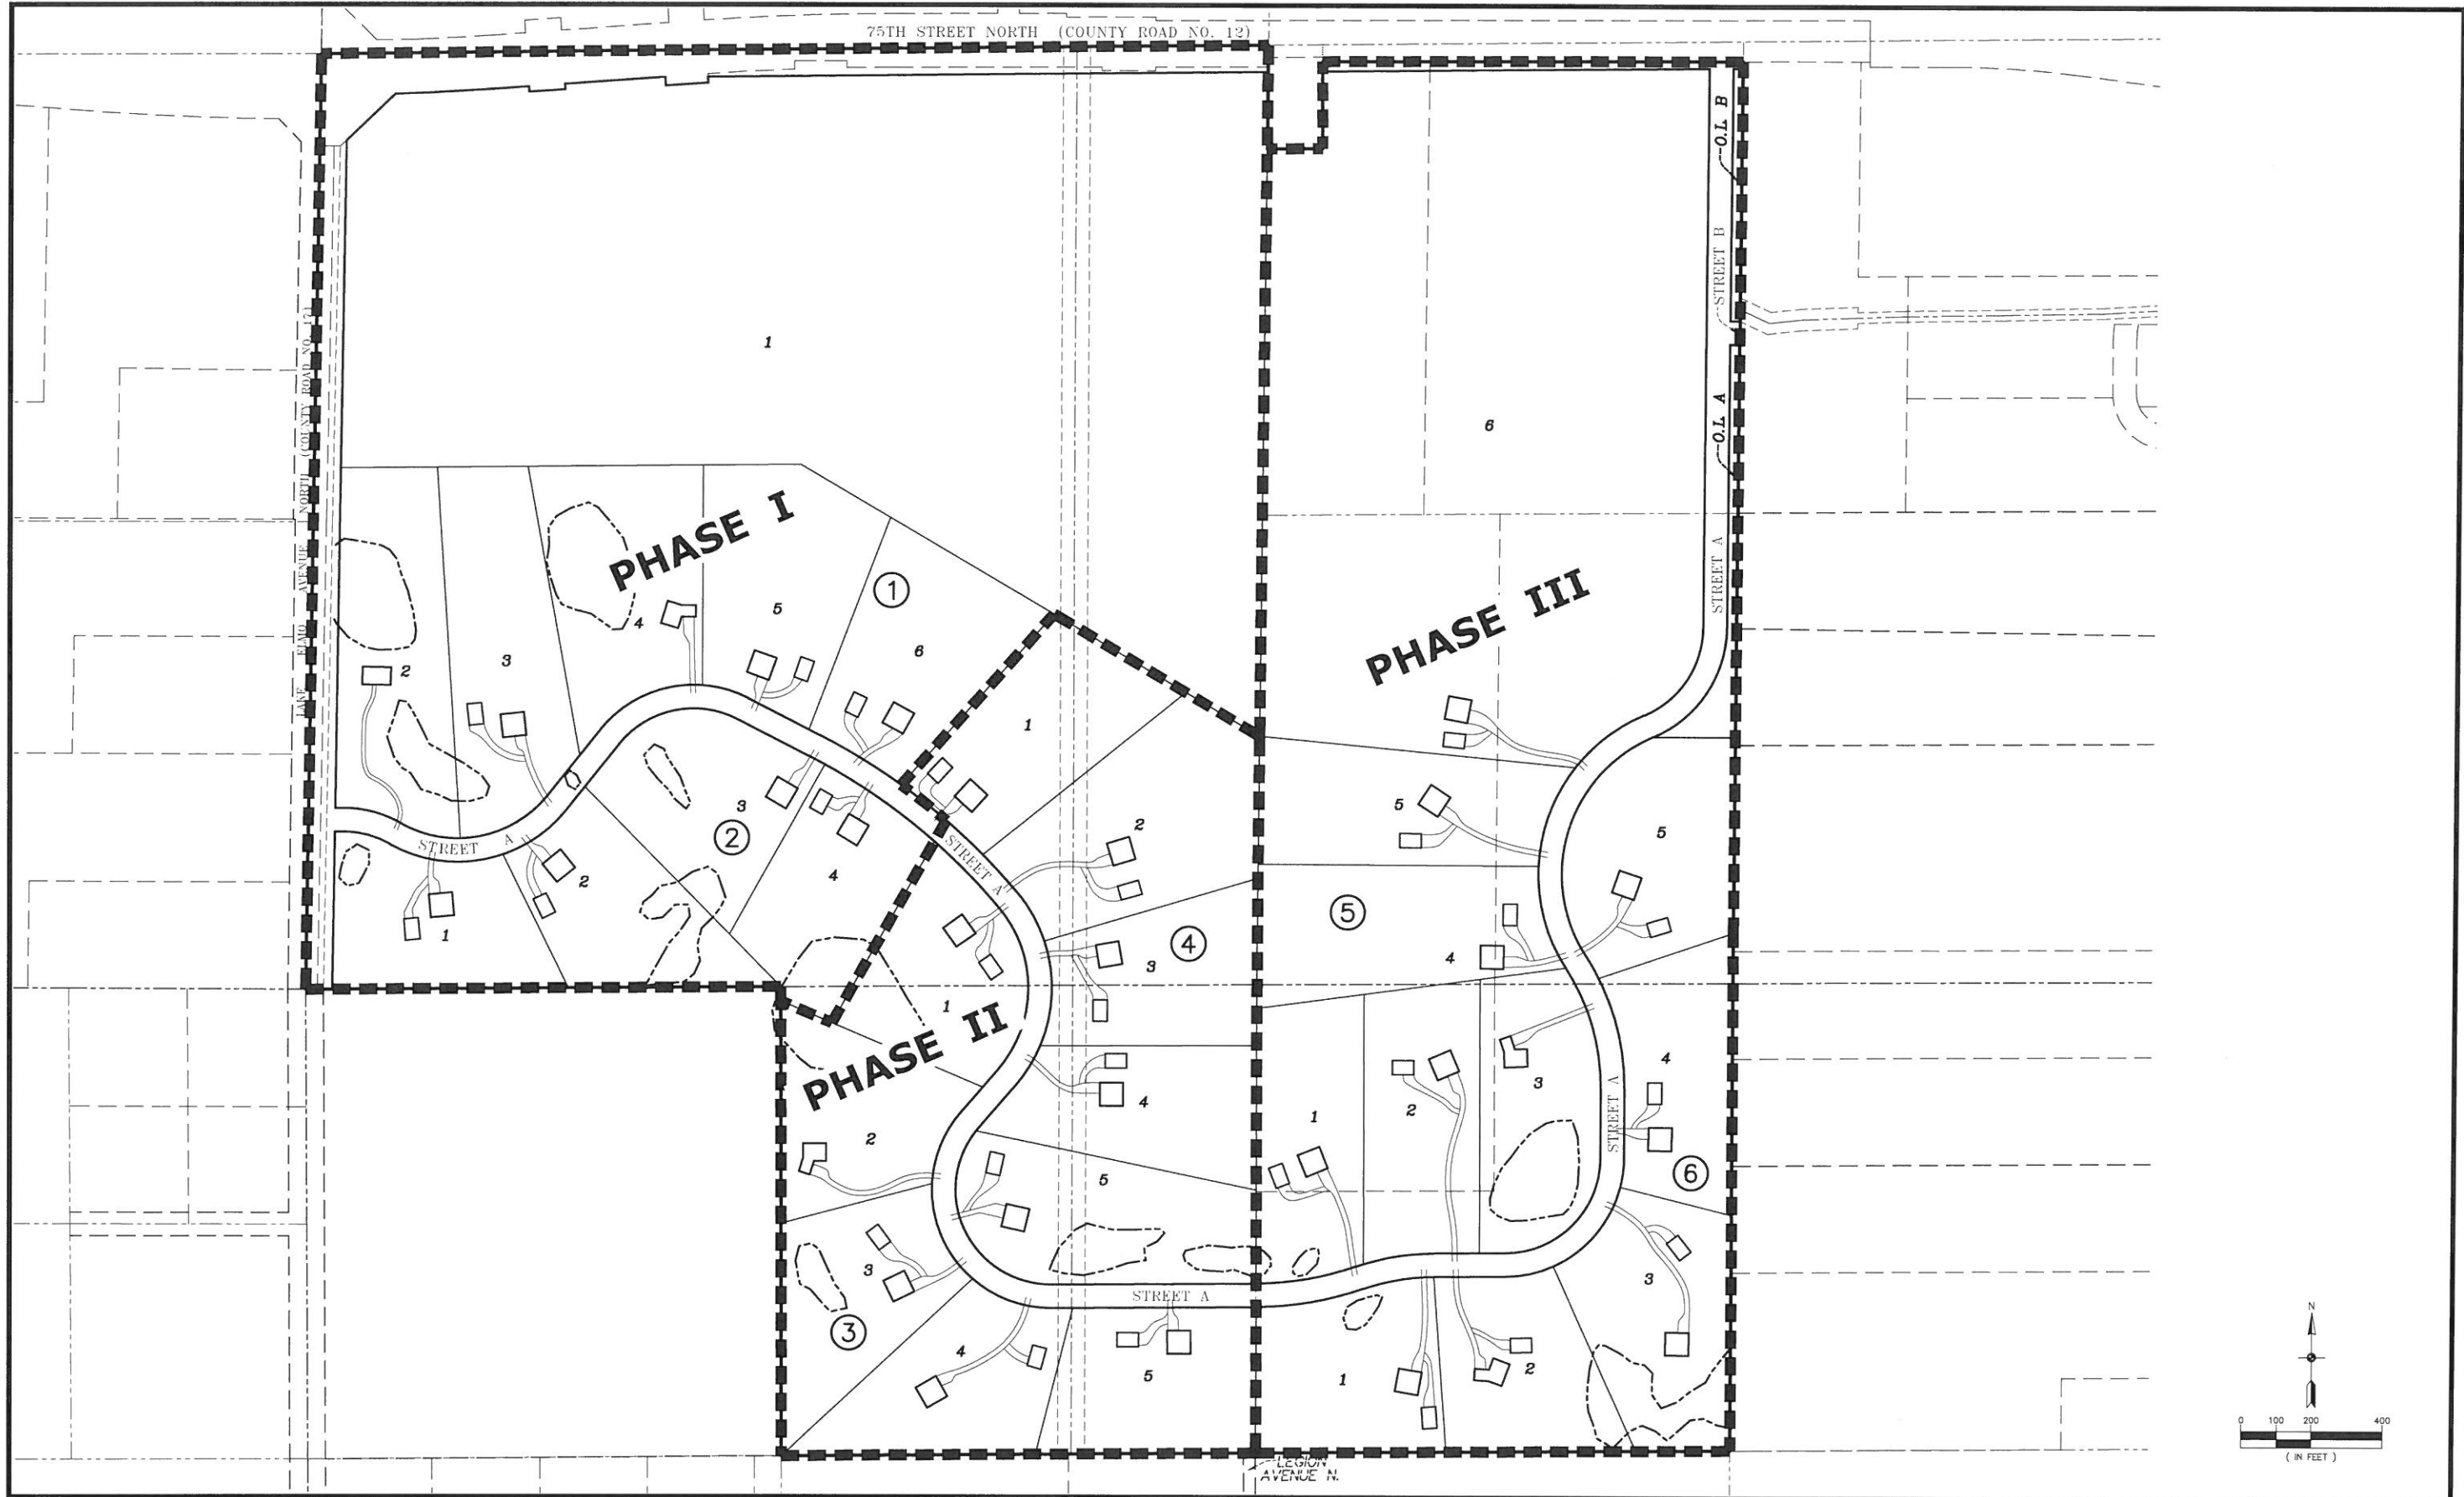 75TH STREET NORTH (COUNTY ROAD NO. 12)
O.L. B
STREET B
LAKE ELMO AVENUE NORTH (COUNTY ROAD NO. 17)
1
6
O.L. A
PHASE I
STREET A
1
5
PHASE III
4
6
2
3
1
3
5
2
2
5
STREET A
STREET A
4
2
5
1
4
3
4
1
PHASE II
4
3
4
1
2
STREET A
2
5
6
3
3
3
STREET A
4
5
1
2
N
0 100 200 400
( IN FEET )
LEGION
AVENUE N.